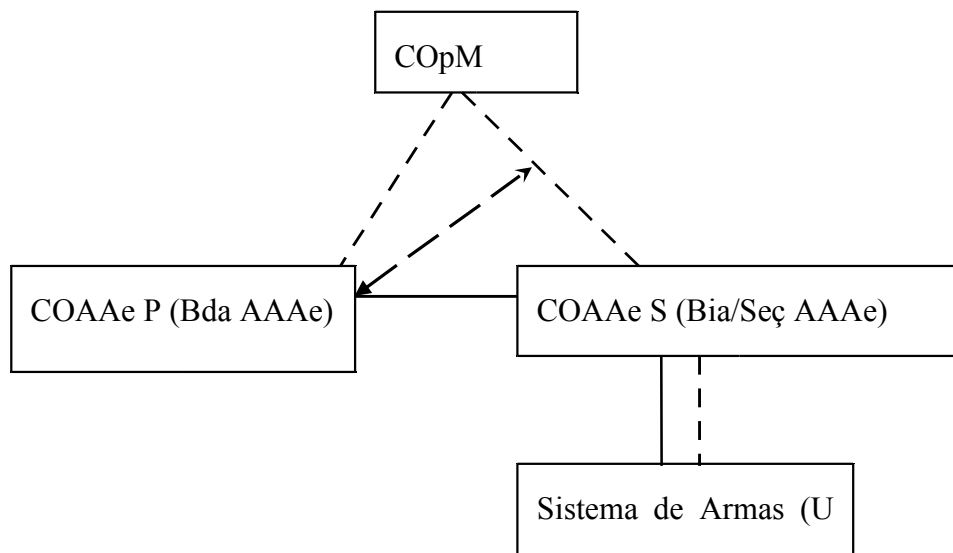 COpM
COAAe P (Bda AAAe)
COAAe S (Bia/Seç AAAe)
Sistema de Armas (U